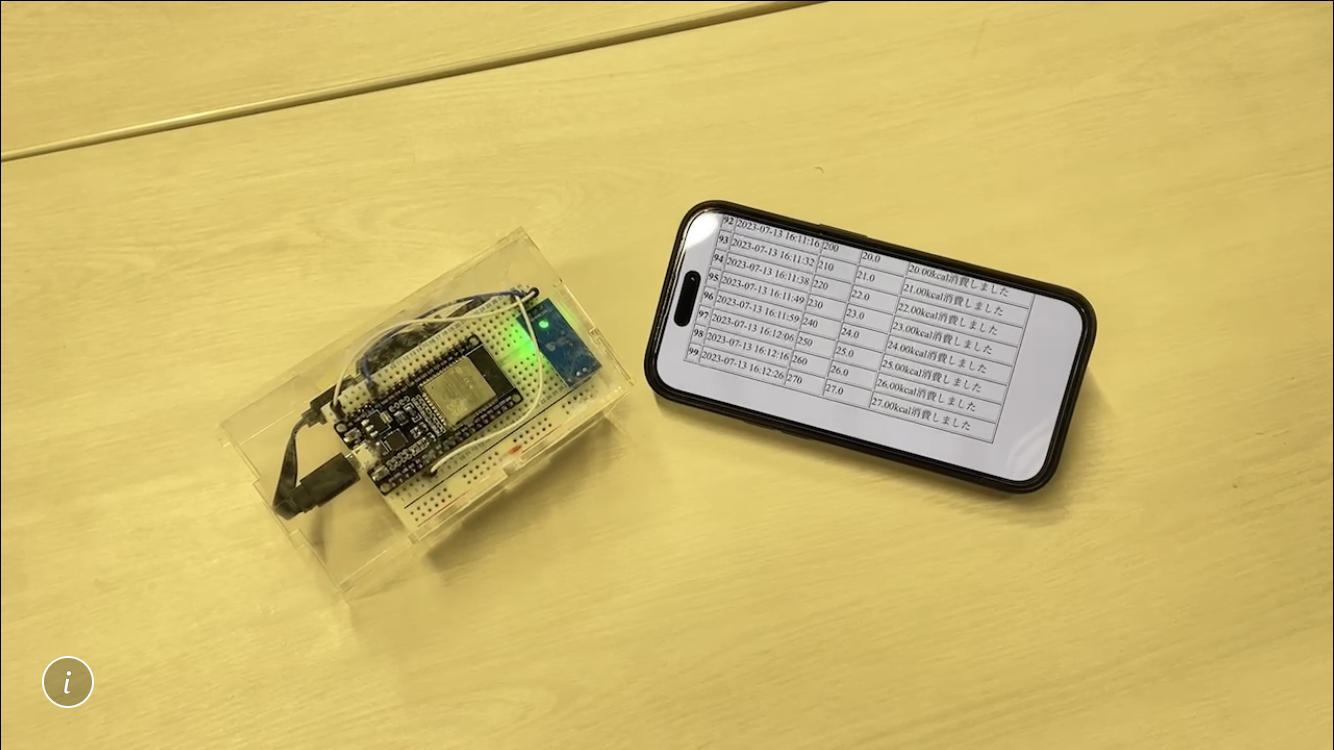 92 2023-07-13 16:11:16 200 20.0 20.00kcal消費しました
93 2023-07-13 16:11:32 210 21.0 21.00kcal消費しました
94 2023-07-13 16:11:38 220 22.0 22.00kcal消費しました
95 2023-07-13 16:11:49 230 23.0 23.00kcal消費しました
96 2023-07-13 16:11:59 240 24.0 24.00kcal消費しました
97 2023-07-13 16:12:06 250 25.0 25.00kcal消費しました
98 2023-07-13 16:12:16 260 26.0 26.00kcal消費しました
99 2023-07-13 16:12:26 270 27.0 27.00kcal消費しました
i